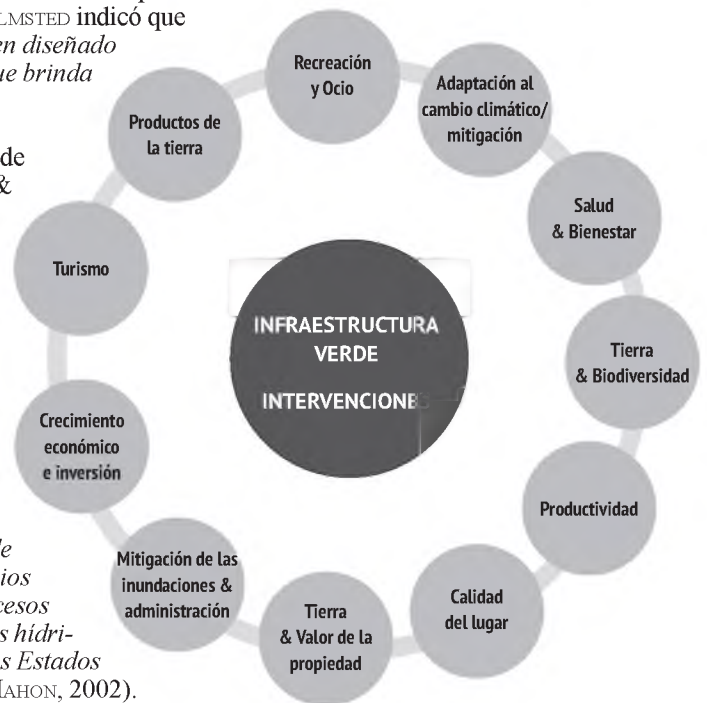 LMSTED indicó que
en diseñado
ue brinda
de
&
le
ios
cesos
s hídri-
s Estados
AHON, 2002).
Recreación
y Ocio
Adaptación al
cambio climático/
mitigación
Salud
& Bienestar
Tierra
& Biodiversidad
Productividad
Calidad
del lugar
Tierra
& Valor de la
propiedad
Mitigación de las
inundaciones &
administración
Crecimiento
económico
e inversión
Turismo
Productos de
la tierra
INFRAESTRUCTURA
VERDE
INTERVENCIONE